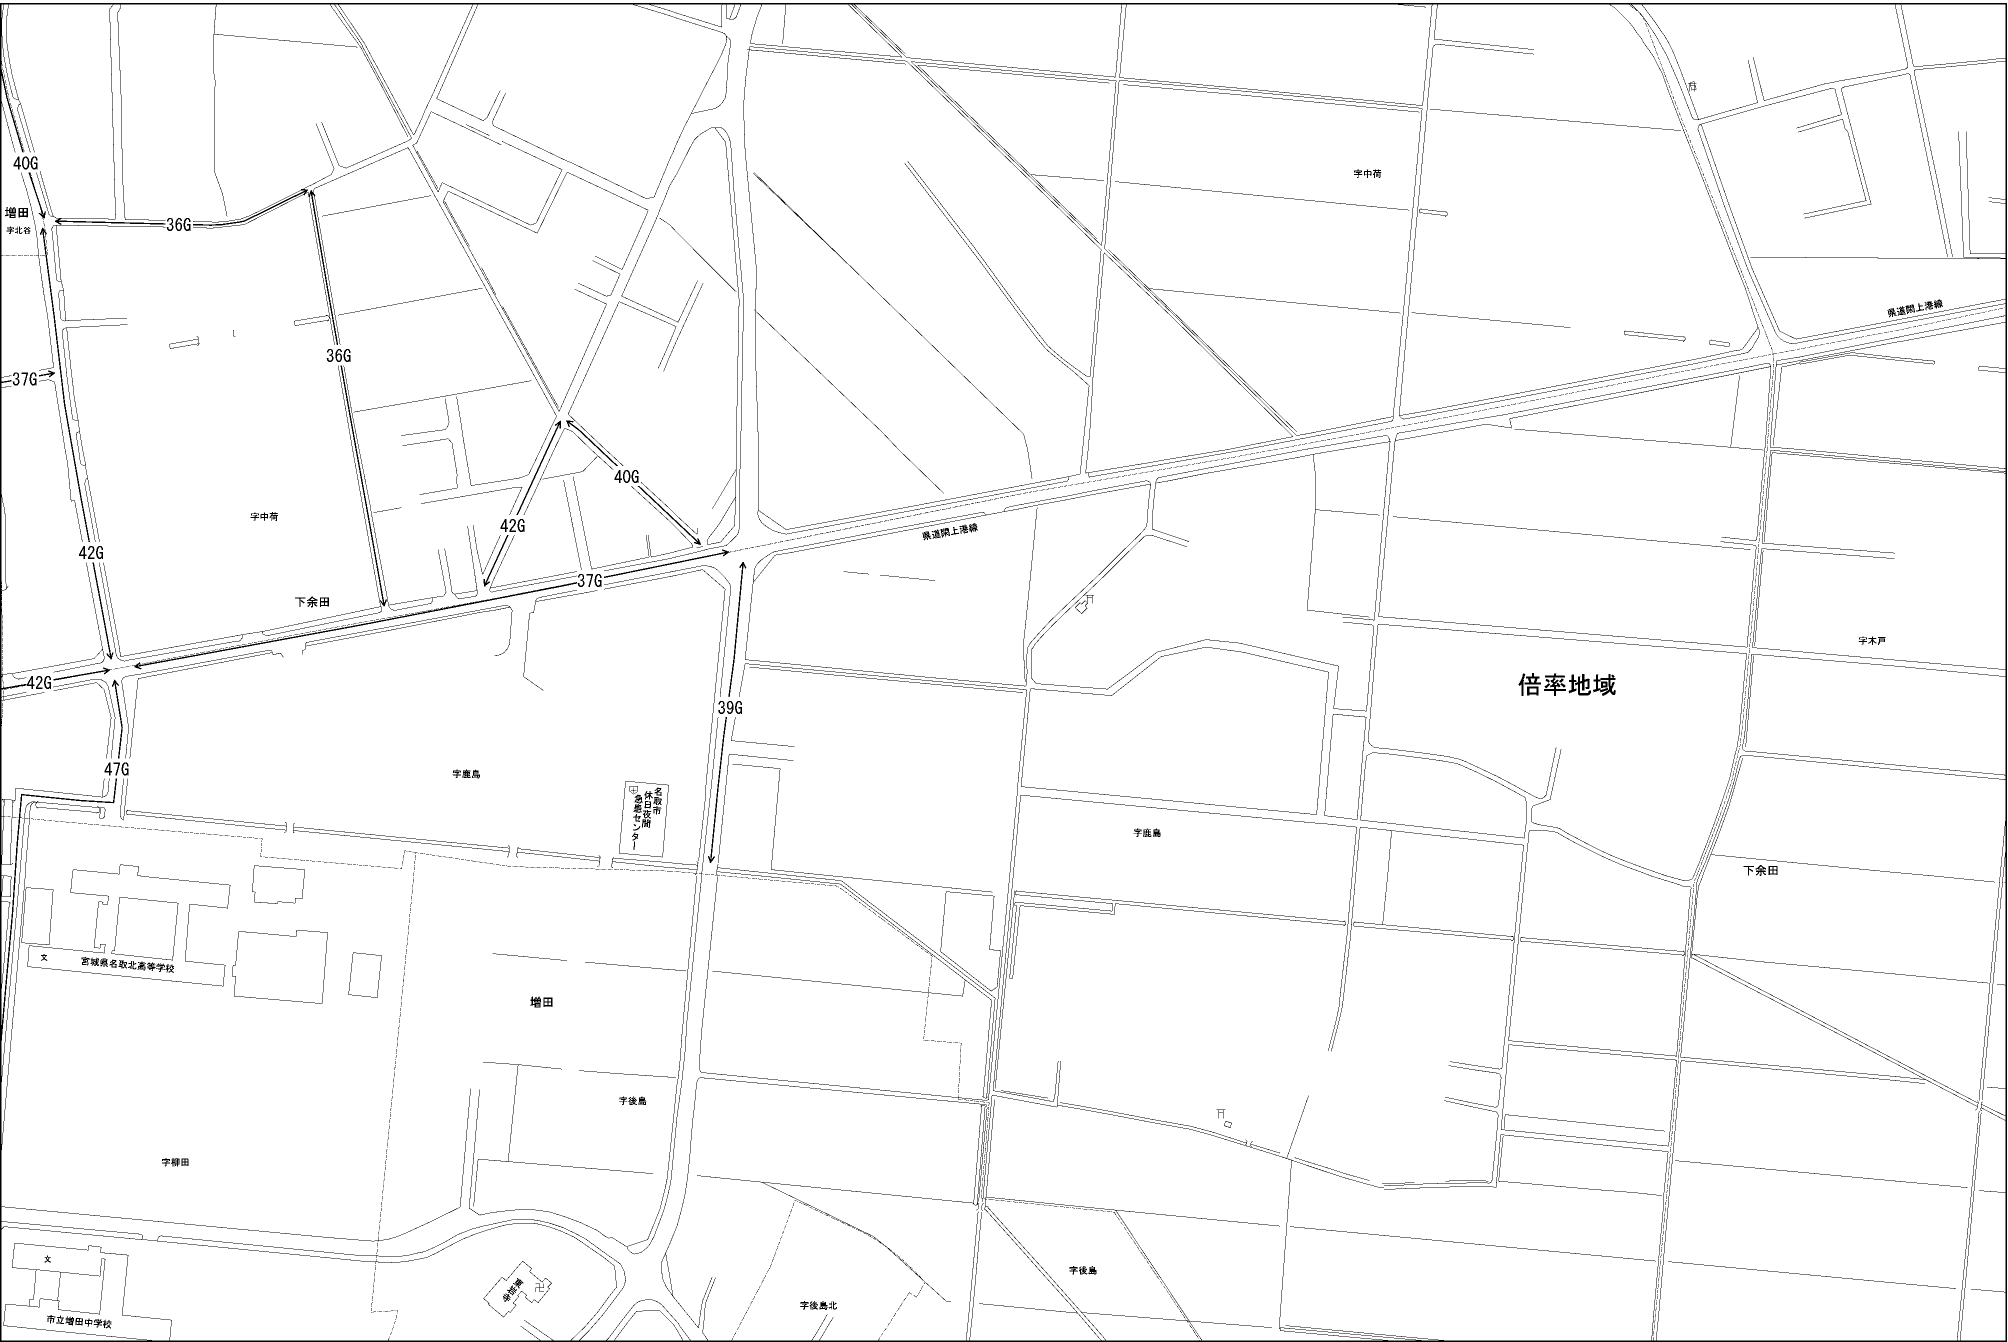 40G
増田
字北谷
36G
字中荷
県道閖上港線
36G
37G
40G
42G
字中荷
42G
県道閖上港線
37G
下余田
字木戸
42G
倍率地域
39G
47G
字鹿島
名取市
休日夜間
急患センター
字鹿島
下余田
文
宮城県名取北高等学校
増田
字後島
字柳田
文
市立増田中学校
東岩寺
字後島
字後島北